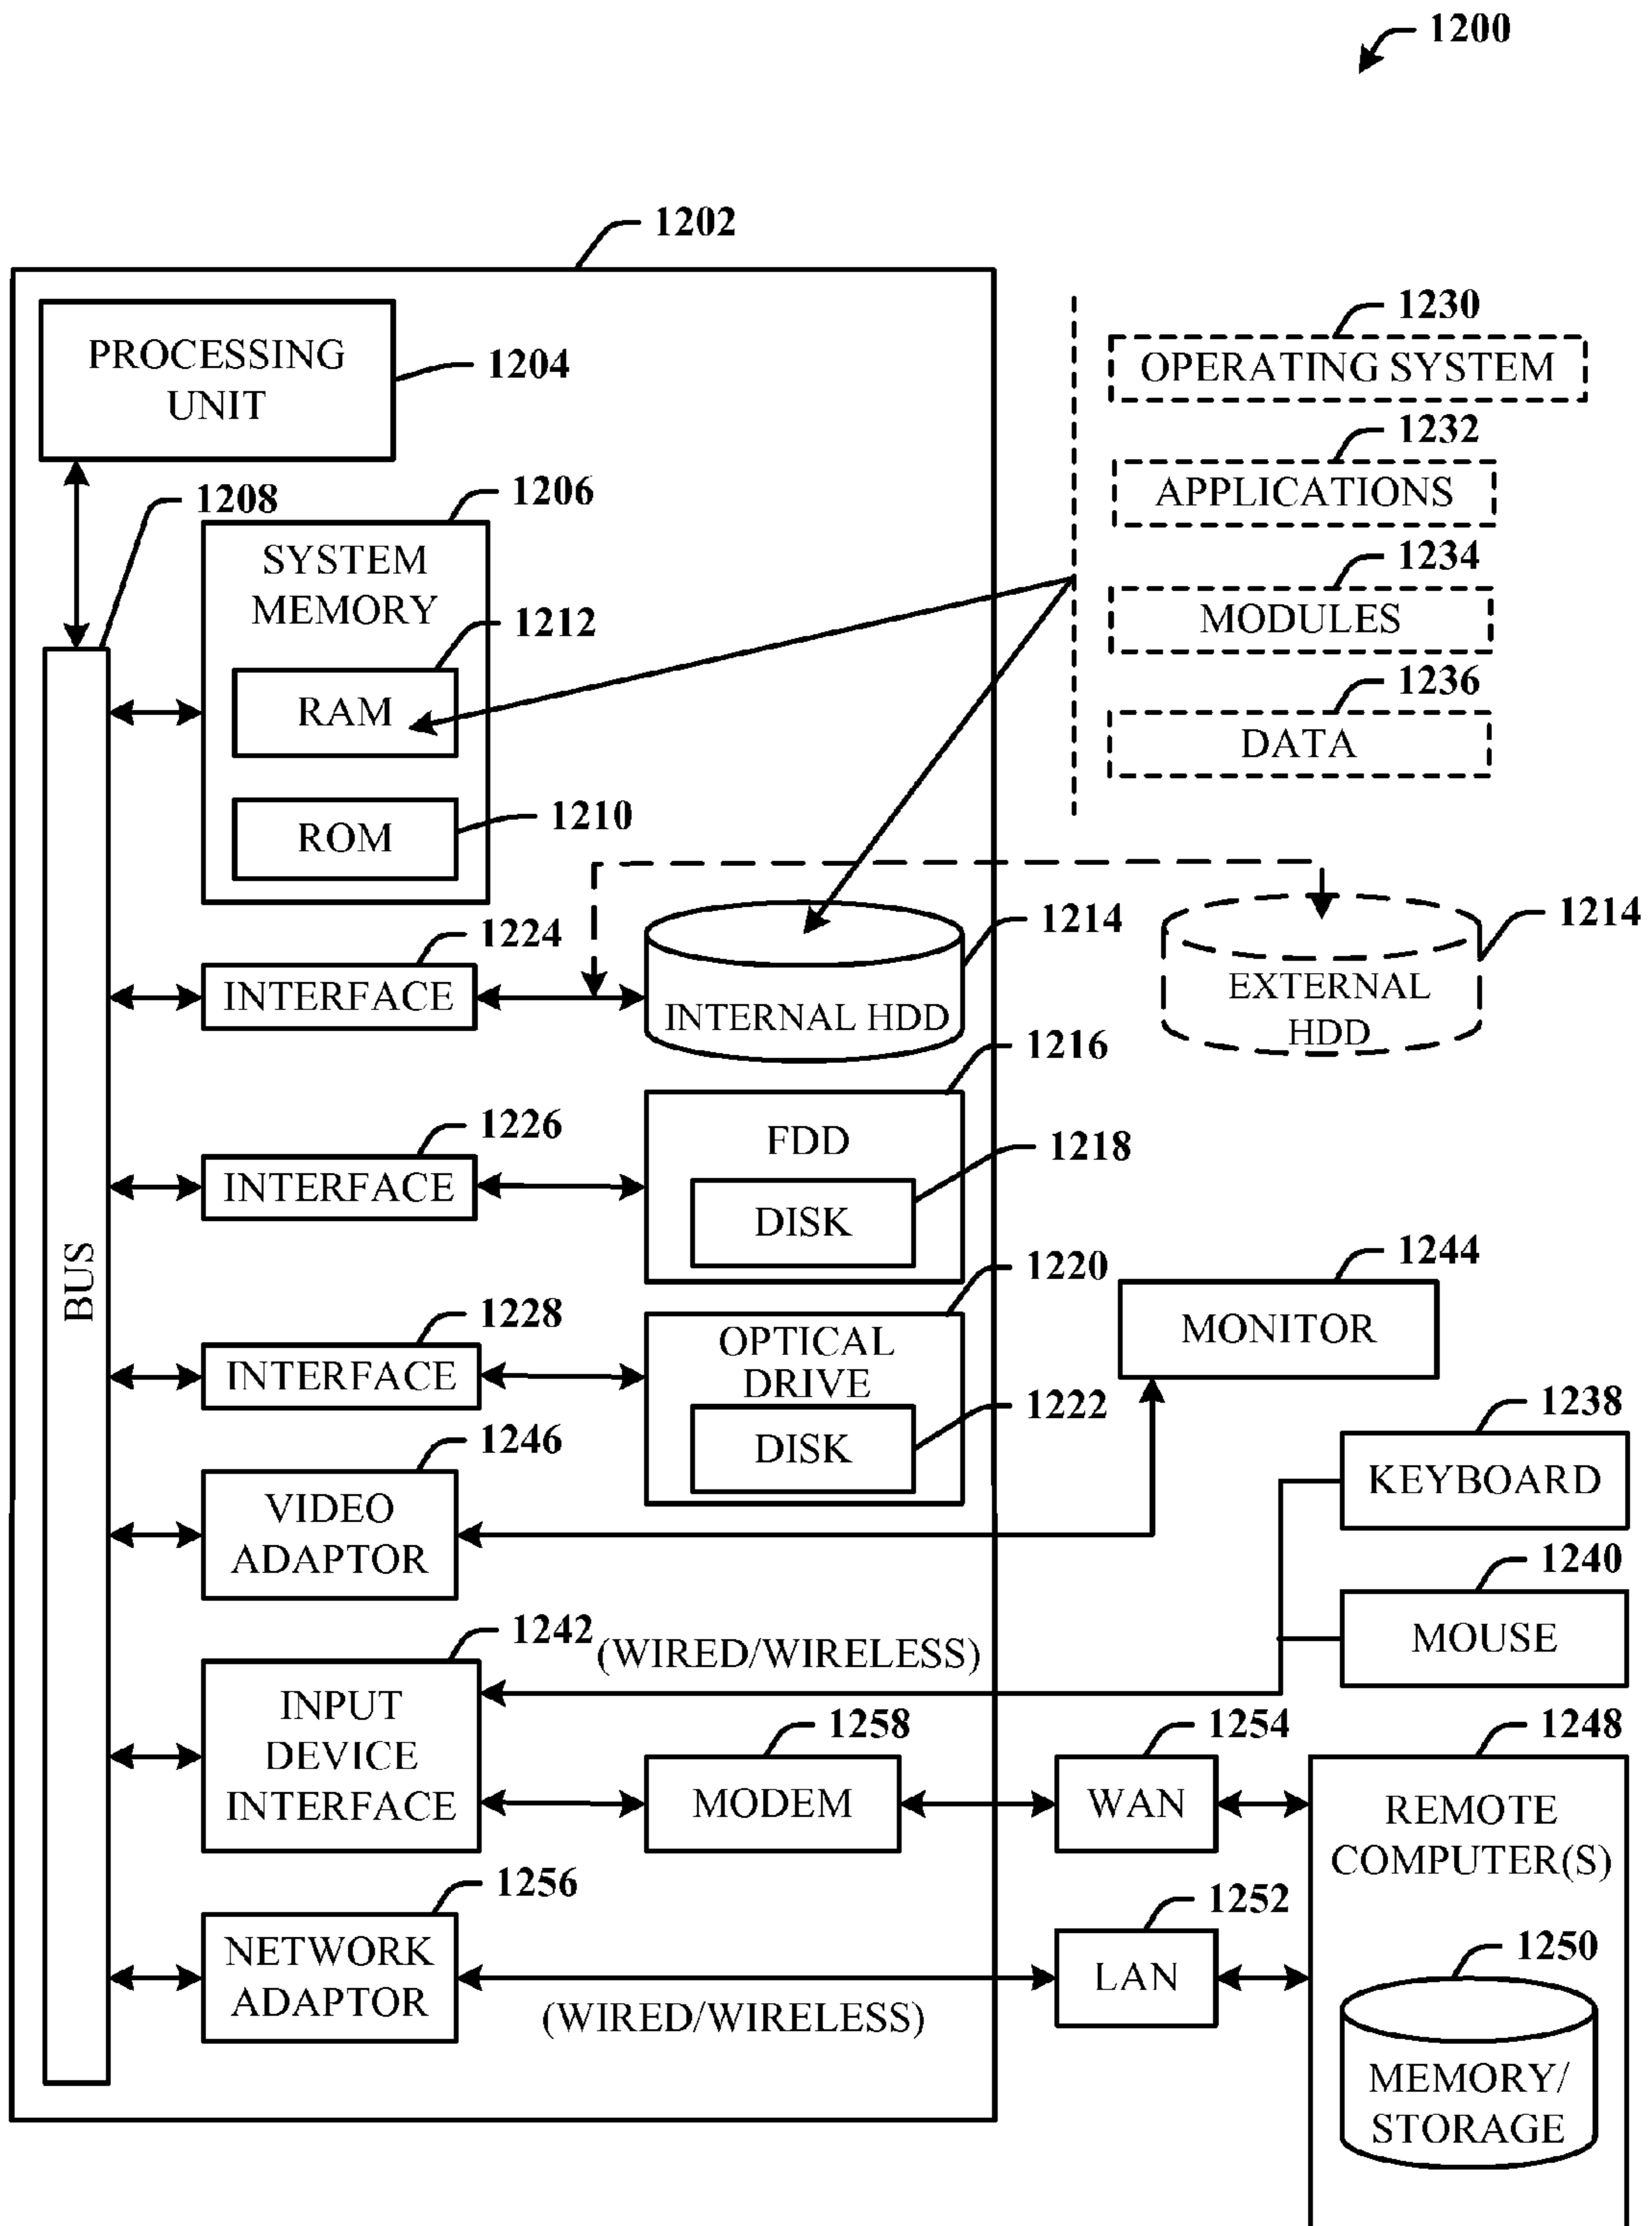 1200
1202
PROCESSING
UNIT
1204
1230
OPERATING SYSTEM
1232
APPLICATIONS
1234
MODULES
1236
DATA
1208
1206
SYSTEM
MEMORY
1212
RAM
1210
ROM
1224
INTERFACE
1214
INTERNAL HDD
1214
EXTERNAL
HDD
1216
FDD
1226
INTERFACE
1218
DISK
BUS
1220
OPTICAL
DRIVE
1228
INTERFACE
1222
DISK
1244
MONITOR
1246
VIDEO
ADAPTOR
1238
KEYBOARD
1240
MOUSE
1242
(WIRED/WIRELESS)
INPUT
DEVICE
INTERFACE
1258
MODEM
1254
WAN
1248
REMOTE
COMPUTER(S)
1256
NETWORK
ADAPTOR
(WIRED/WIRELESS)
1252
LAN
1250
MEMORY/
STORAGE